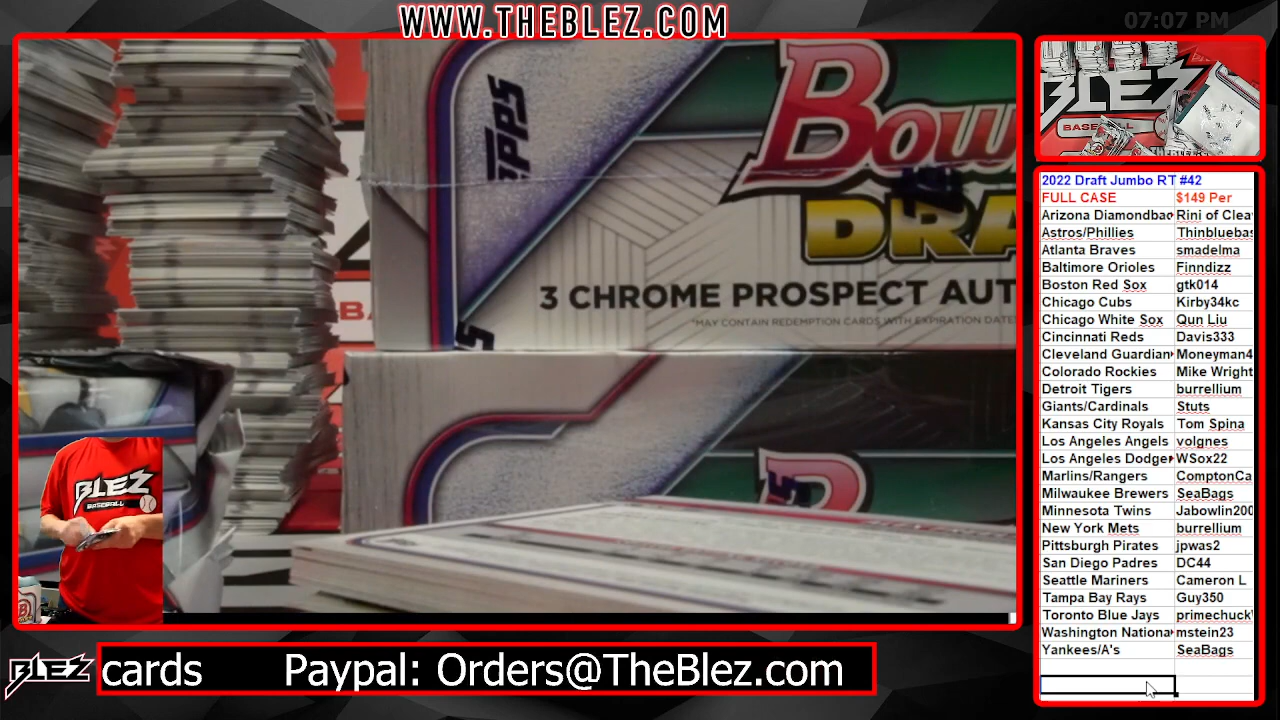 WWW.THEBLEZ.COM
07:07 PM
TOPPS
BOW
DRA
3 CHROME PROSPECT AUT
*MAY CONTAIN REDEMPTION CARDS WITH EXPIRATION DATE
BLEZ
BASEBALL
BLEZ
BASEBALL
2022 Draft Jumbo RT #42
FULL CASE $149 Per
Arizona Diamondbac Rini of Clea
Astros/Phillies Thinbluebas
Atlanta Braves smadelma
Baltimore Orioles Finndizz
Boston Red Sox gtk014
Chicago Cubs Kirby34kc
Chicago White Sox Qun Liu
Cincinnati Reds Davis333
Cleveland Guardian Moneyman4
Colorado Rockies Mike Wright
Detroit Tigers burrellium
Giants/Cardinals Stuts
Kansas City Royals Tom Spina
Los Angeles Angels volgnes
Los Angeles Dodger WSox22
Marlins/Rangers ComptonCa
Milwaukee Brewers SeaBags
Minnesota Twins Jabowlin200
New York Mets burrellium
Pittsburgh Pirates jpwas2
San Diego Padres DC44
Seattle Mariners Cameron L
Tampa Bay Rays Guy350
Toronto Blue Jays primechuck
Washington Nationa mstein23
Yankees/A's SeaBags
BLEZ
cards Paypal: Orders@TheBlez.com